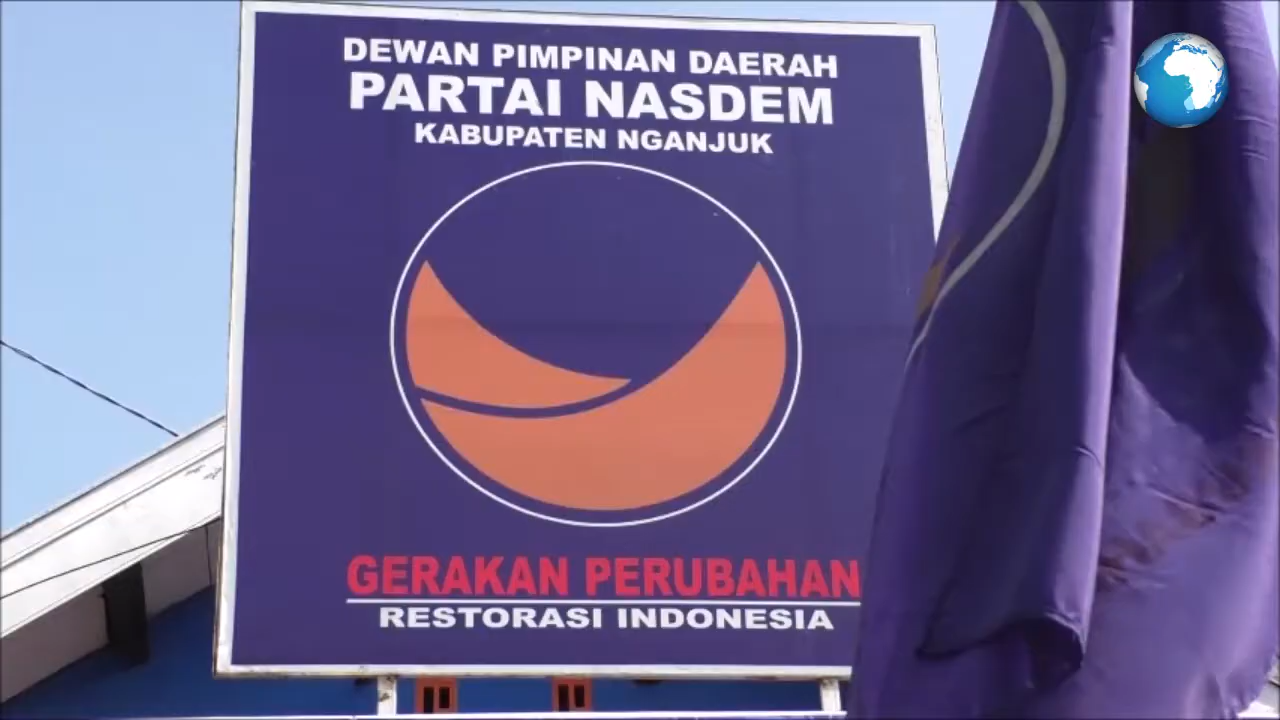 DEWAN PIMPINAN DAERAH
PARTAI NASDEM
KABUPATEN NGANJUK
GERAKAN PERUBAHAN
RESTORASI INDONESIA